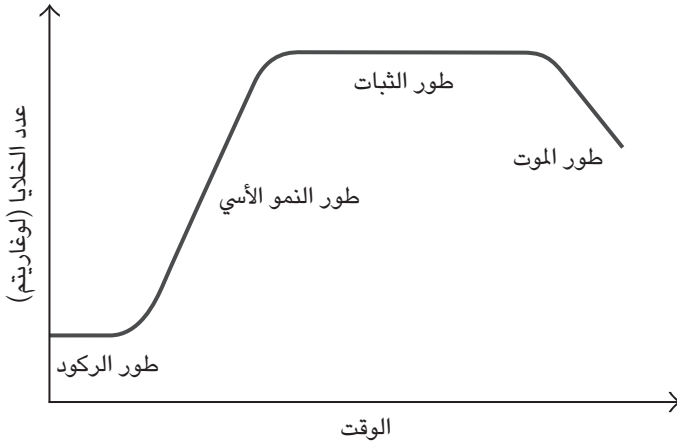 طور الثبات
طور الموت
طور النمو الأسي
عدد الخلايا (لوغاريتم)
طور الركود
الوقت